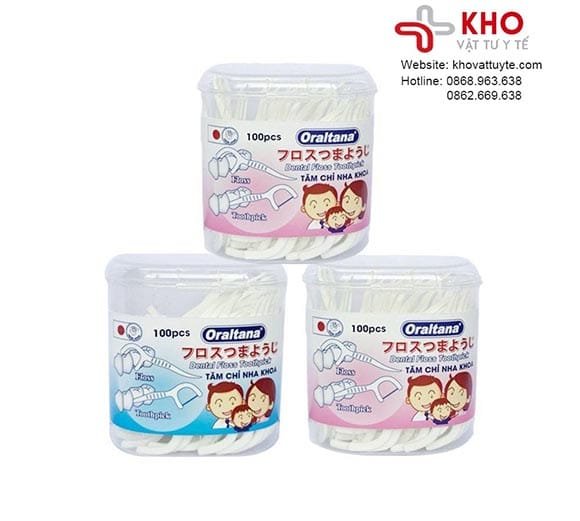 KHO
VẬT TƯ Y TẾ
Website: khovattuyte.com
Hotline: 0868.963.638
0862.669.638
100pcs
Oraltana
フロスつまようじ
Dental Floss Toothpick
TĂM CHỈ NHA KHOA
Floss
Toothpick
100pcs
Oraltana
フロスつまようじ
Dental Floss Toothpick
TĂM CHỈ NHA KHOA
Floss
Toothpick
100pcs
Oraltana
フロスつまようじ
Dental Floss Toothpick
TĂM CHỈ NHA KHOA
Floss
Toothpick